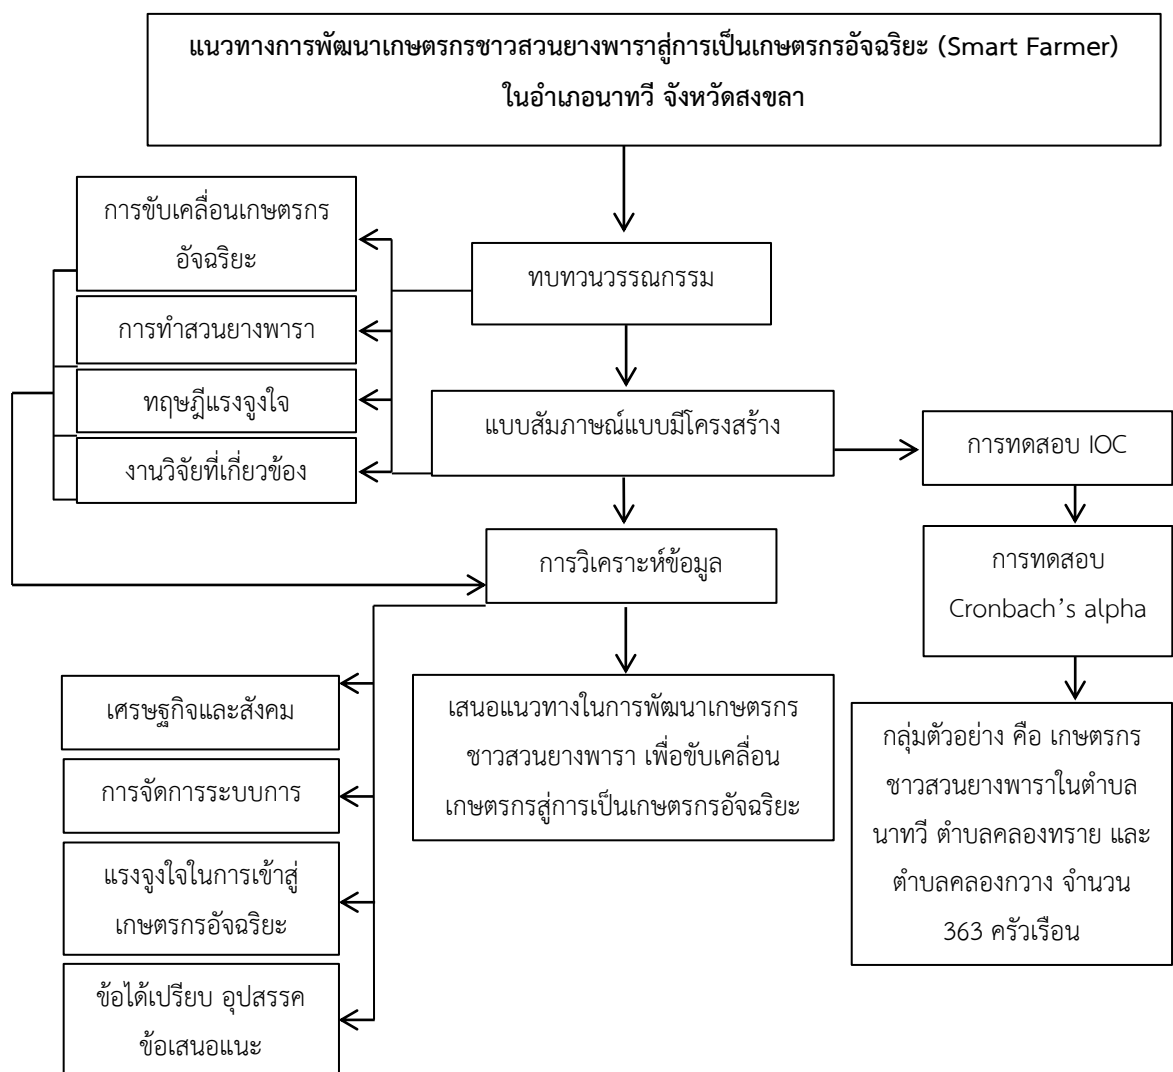 แนวทางการพัฒนาเกษตรกรชาวสวนยางพาราสู่การเป็นเกษตรกรอัจฉริยะ (Smart Farmer)
ในอำเภอนาทวี จังหวัดสงขลา
การขับเคลื่อนเกษตรกร
อัจฉริยะ
ทบทวนวรรณกรรม
การทำสวนยางพารา
ทฤษฎีแรงจูงใจ
งานวิจัยที่เกี่ยวข้อง
แบบสัมภาษณ์แบบมีโครงสร้าง
การทดสอบ IOC
การวิเคราะห์ข้อมูล
การทดสอบ
Cronbach’s alpha
เศรษฐกิจและสังคม
การจัดการระบบการ
แรงจูงใจในการเข้าสู่
เกษตรกรอัจฉริยะ
ข้อได้เปรียบ อุปสรรค
ข้อเสนอแนะ
เสนอแนวทางในการพัฒนาเกษตรกร
ชาวสวนยางพารา เพื่อขับเคลื่อน
เกษตรกรสู่การเป็นเกษตรกรอัจฉริยะ
กลุ่มตัวอย่าง คือ เกษตรกร
ชาวสวนยางพาราในตำบล
นาทวี ตำบลคลองทราย และ
ตำบลคลองกวาง จำนวน
363 ครัวเรือน